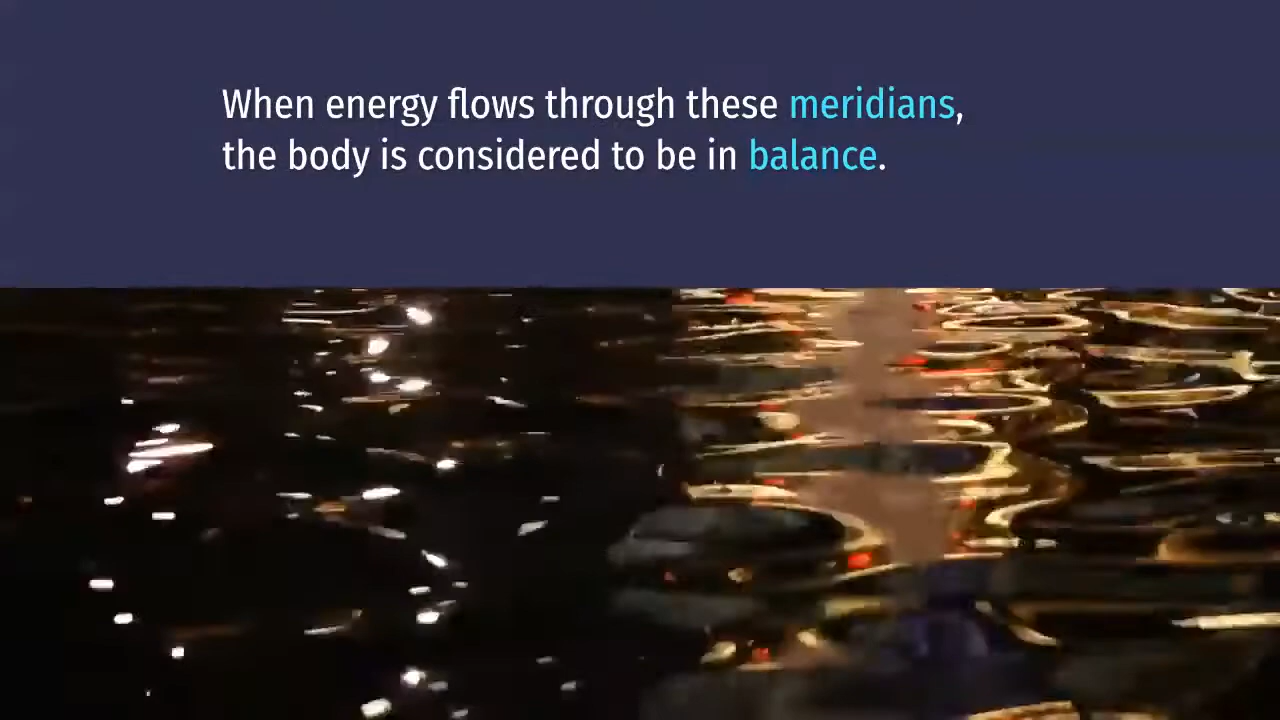 When energy flows through these meridians,
the body is considered to be in balance.